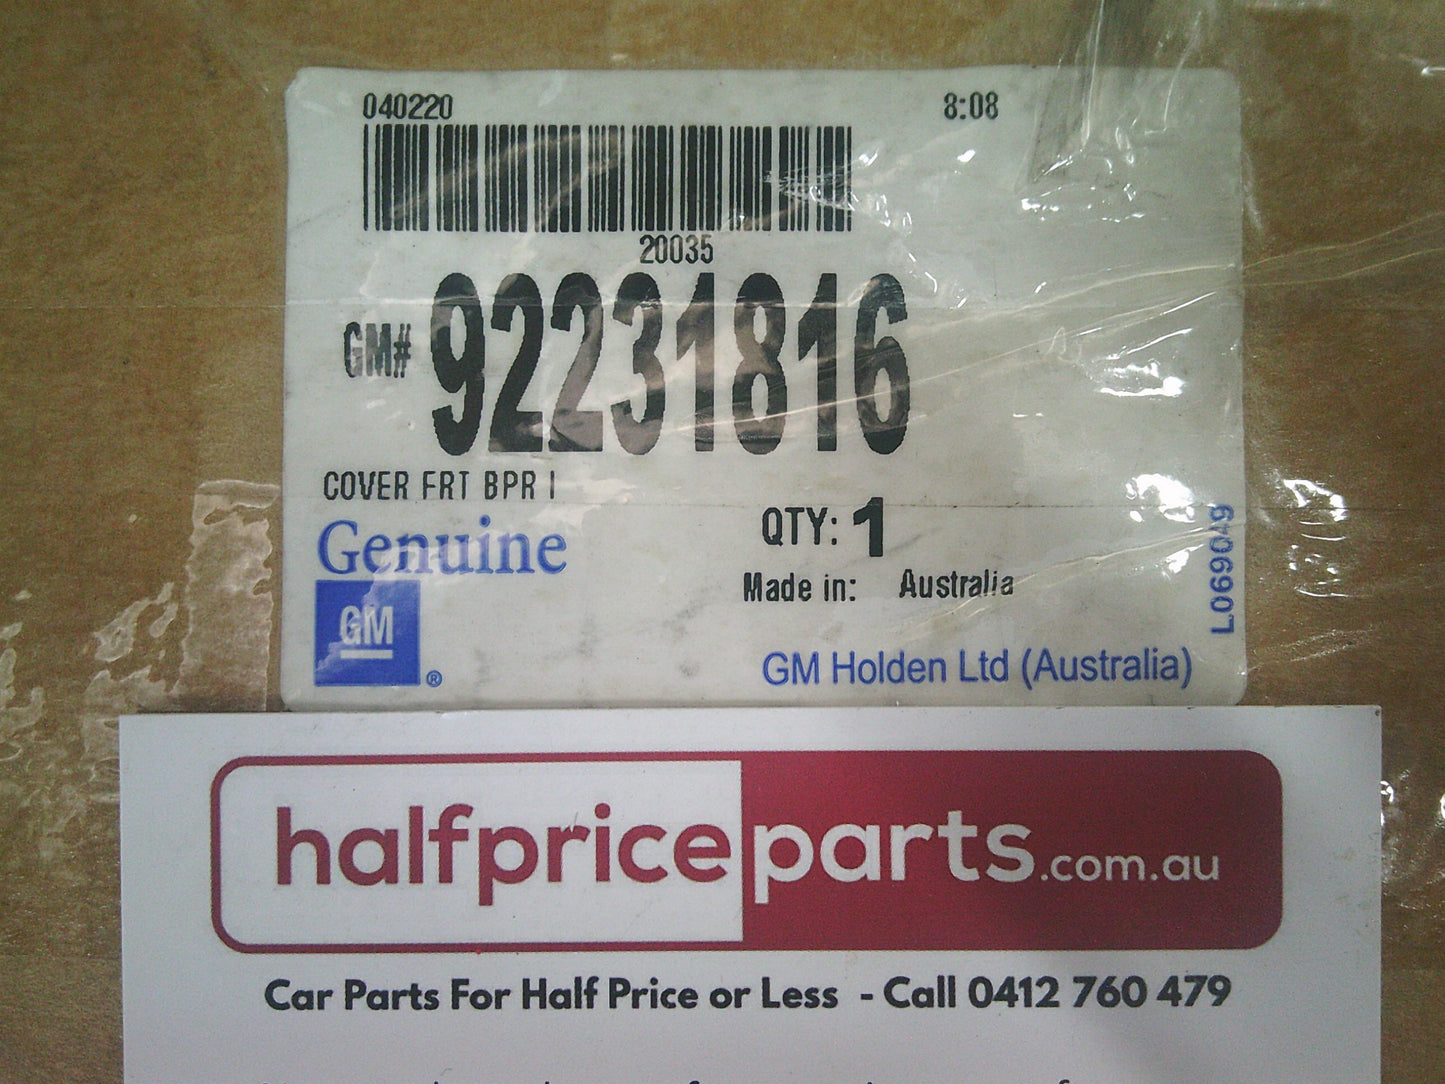 040220 8:08
20035
GM# 92231816
COVER FRT BPR I
Genuine
QTY: 1
Made in: Australia
GM ®
GM Holden Ltd (Australia)
L069049
halfpriceparts.com.au
Car Parts For Half Price or Less - Call 0412 760 479